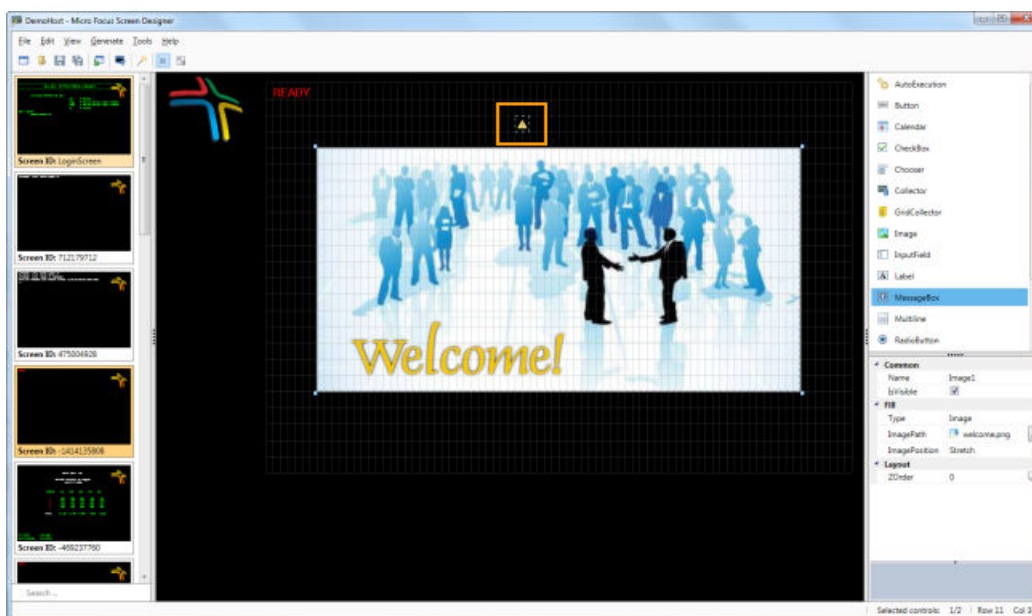 DemoHost - Micro Focus Screen Designer
File Edit View Generate Tools Help
Screen ID: LoginScreen
Screen ID: 712179712
Screen ID: 475804928
Screen ID: -1414135808
Screen ID: -469237760
Search...
READY
Welcome!
AutoExecution
Button
Calendar
CheckBox
Chooser
Collector
GridCollector
Image
InputField
Label
MessageBox
Multiline
RadioButton
Common
Name Image1
IsVisible
Fill
Type Image
ImagePath welcome.png
ImagePosition Stretch
Layout
ZOrder 0
Selected controls: 1/2 Row 11